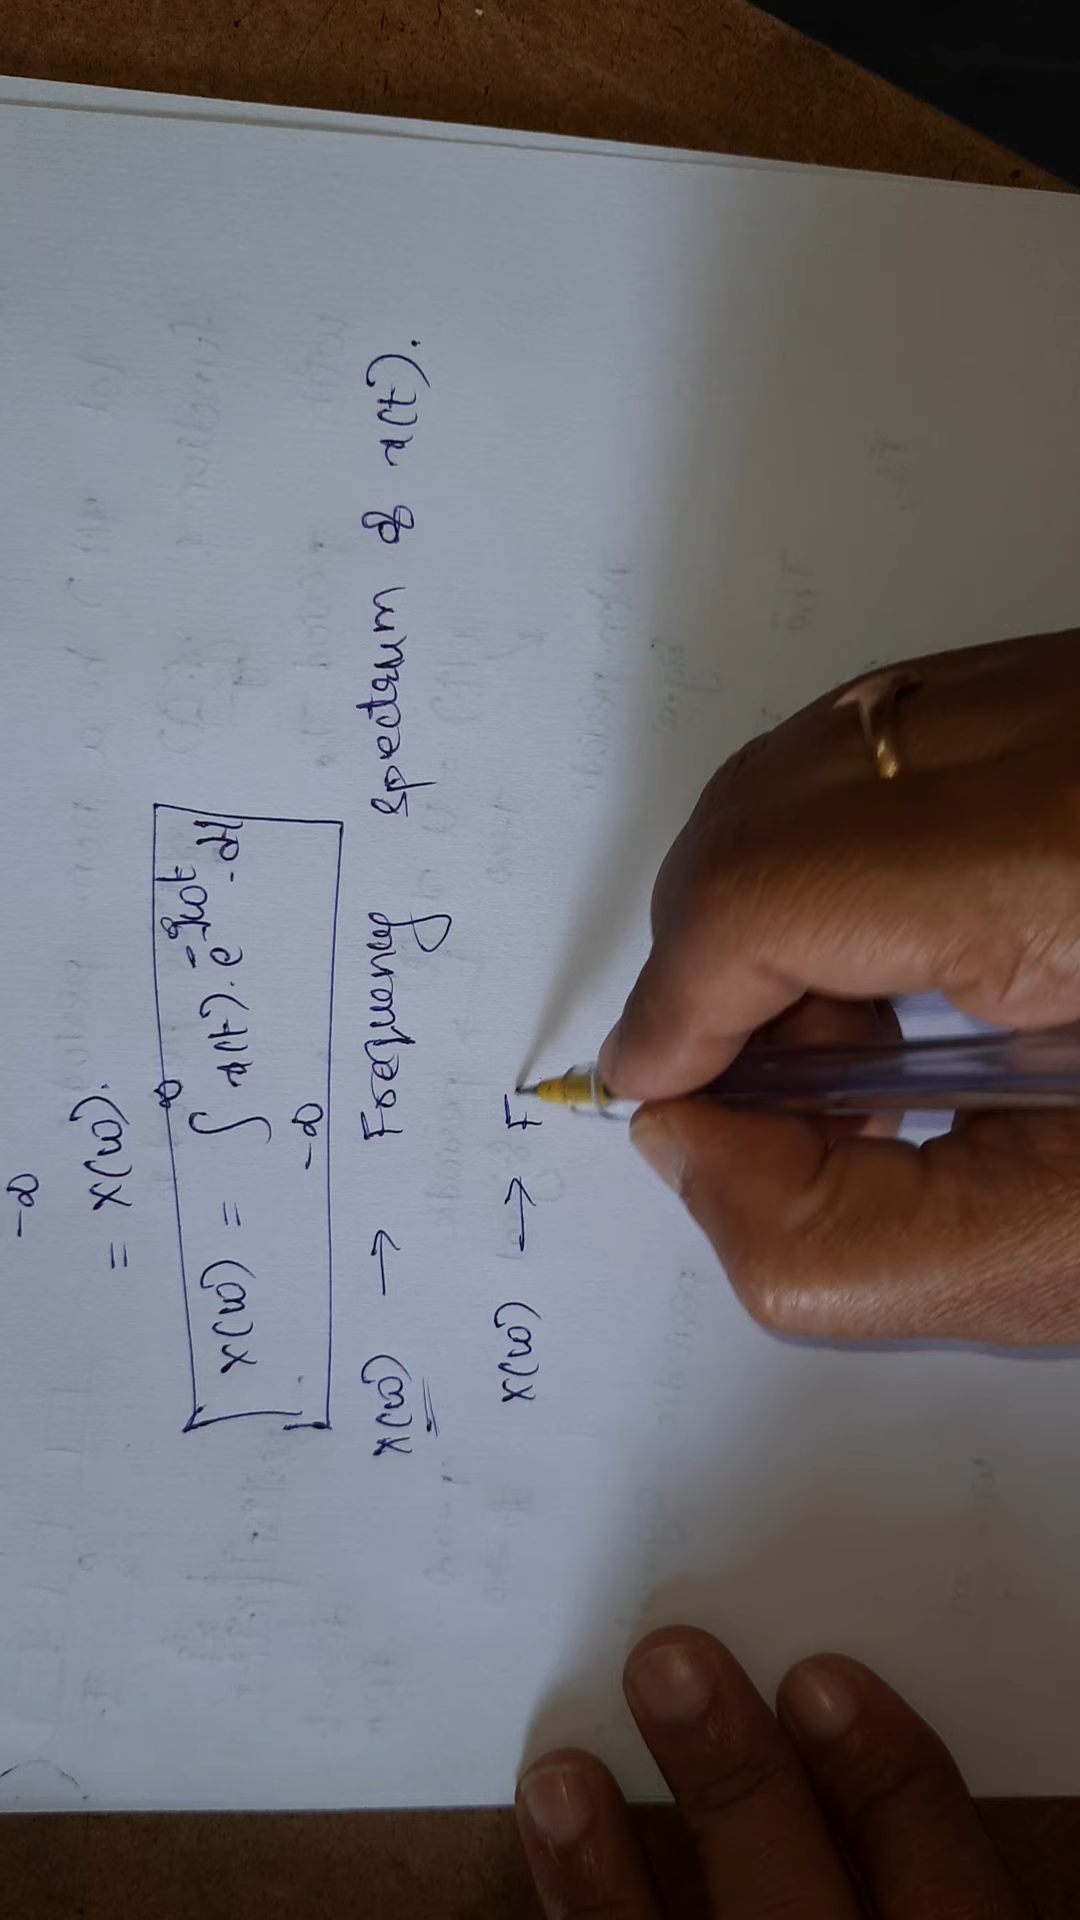 -∞
= X(ω).
X(ω) = ∫_{-∞}^{∞} x(t). e^{-jωt} .dt
X(ω) → Frequency spectrum of x(t).
X(ω) → F